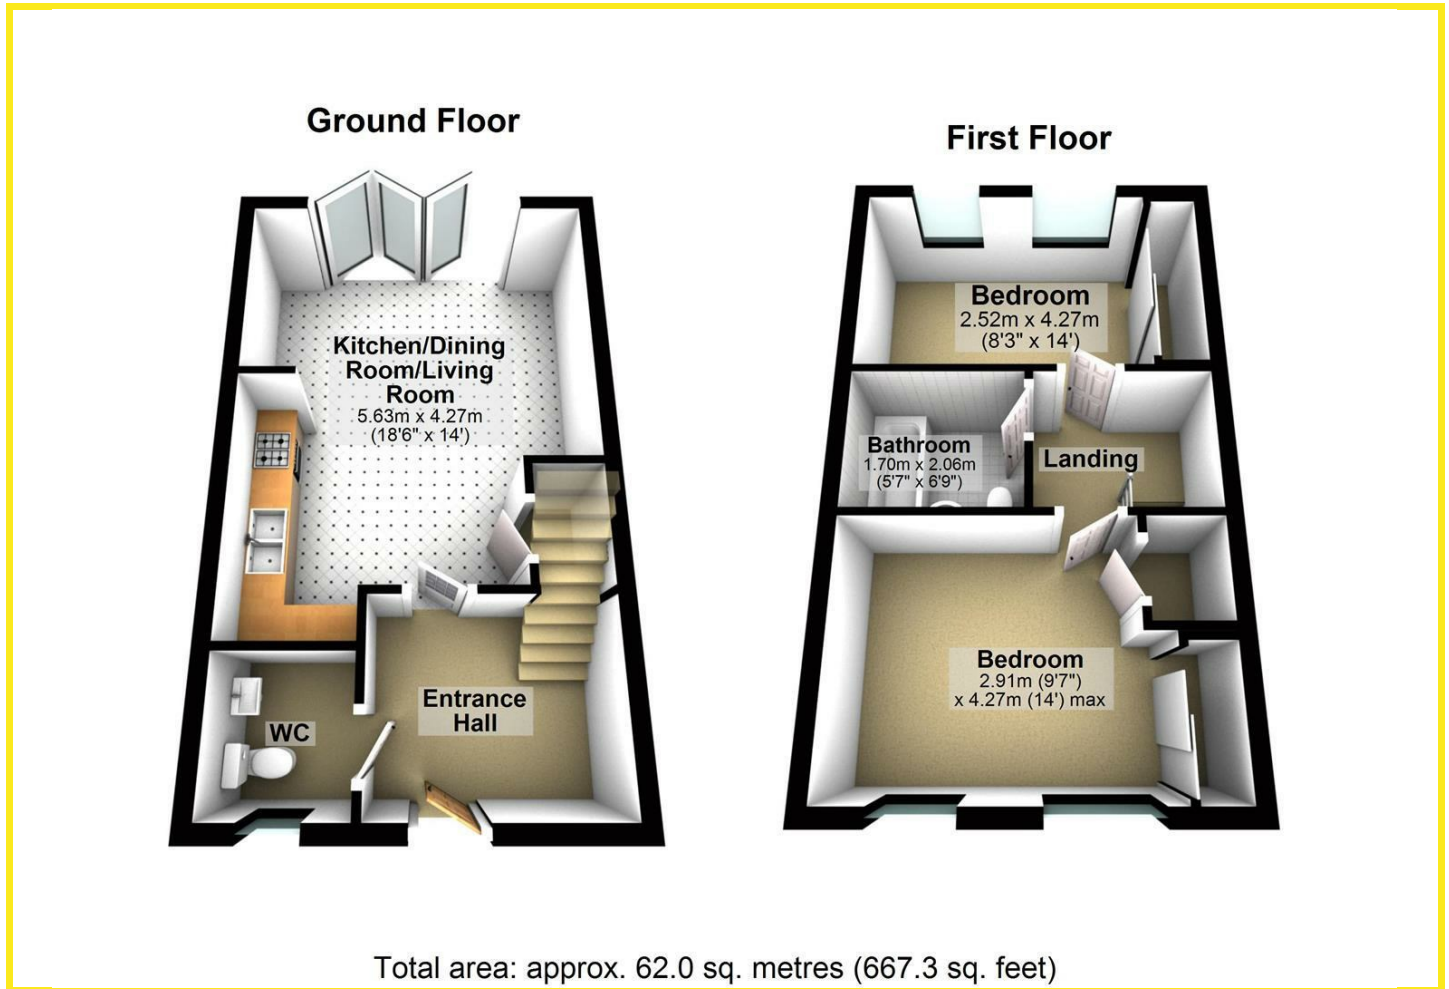 Ground Floor
Kitchen/Dining
Room/Living
Room
5.63m x 4.27m
(18'6" x 14')
WC
Entrance
Hall
First Floor
Bedroom
2.52m x 4.27m
(8'3" x 14')
Bathroom
1.70m x 2.06m
(5'7" x 6'9")
Landing
Bedroom
2.91m (9'7")
x 4.27m (14') max
Total area: approx. 62.0 sq. metres (667.3 sq. feet)